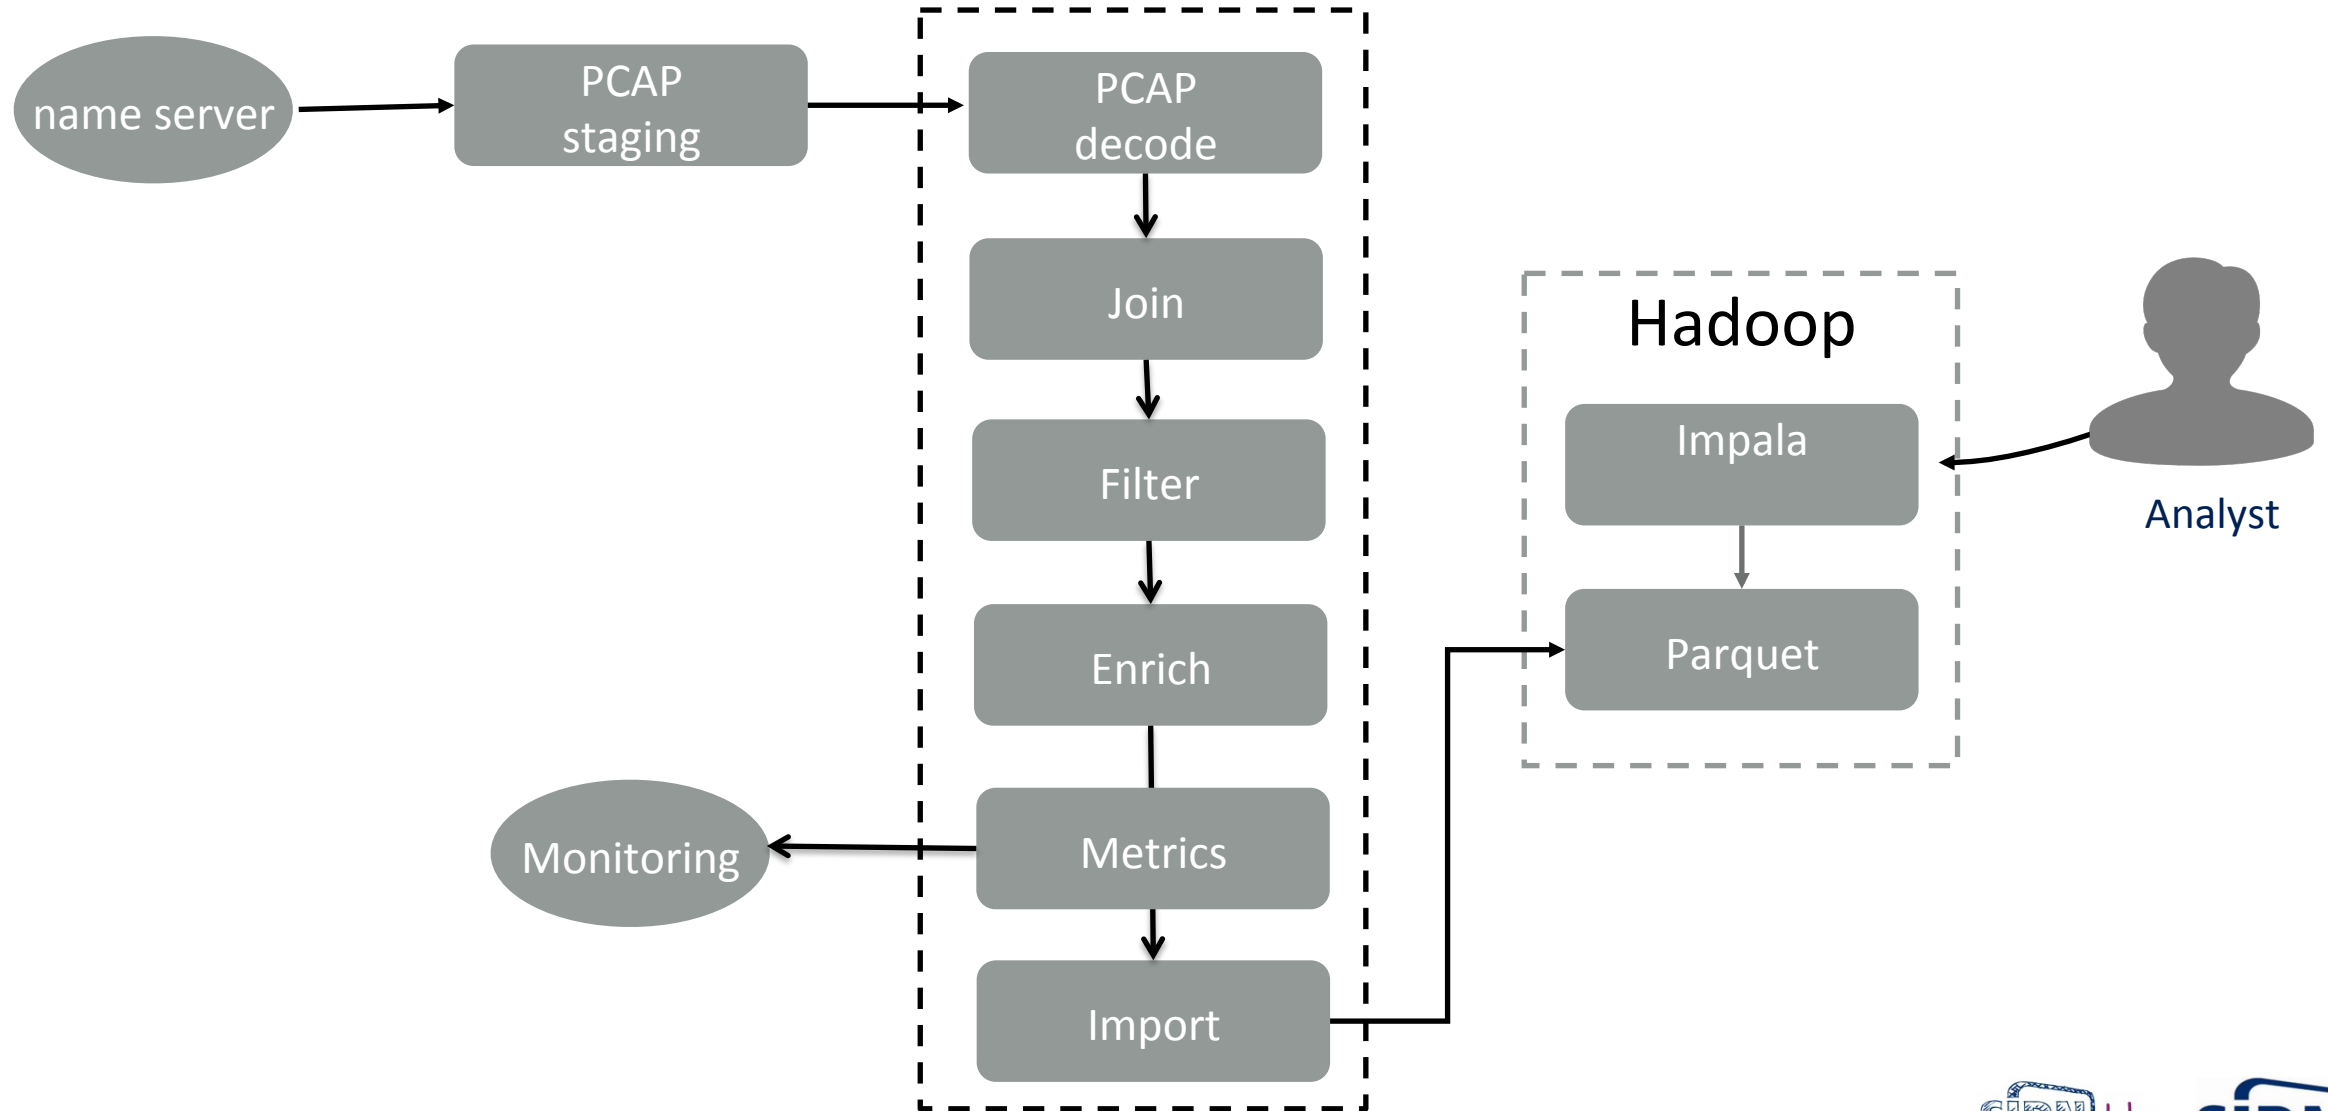 name server
PCAP
staging
PCAP
decode
Join
Filter
Enrich
Metrics
Monitoring
Import
Hadoop
Impala
Parquet
Analyst